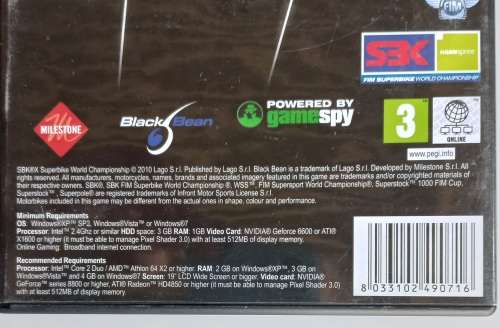 FIM
SBK
FIM SUPERBIKE WORLD CHAMPIONSHIP
MILESTONE
Black Bean
POWERED BY
gamespy
3
ONLINE
www.pegi.info
SBK®X Superbike World Championship © 2010 Lago S.r.l. Published by Lago S.r.l. Black Bean is a trademark of Lago S.r.l. Developed by Milestone S.r.l. All
rights reserved. All manufacturers, motorcycles, names, brands and associated imagery featured in this game are trademarks and/or copyrighted materials of
their respective owners. SBK®, SBK FIM Superbike World Championship ®, WSS™, FIM Supersport World Championship®, Superstock™ 1000 FIM Cup,
Superstock™, Superpole® are registered trademarks of Infront Motor Sports License S.r.l.
Motorbikes included in this game may be different from the actual ones in shape, colour and performance.
Minimum Requirements
OS: Windows®XP™ SP2, Windows®Vista™ or Windows®7
Processor: Intel™ 2.4Ghz or similar HDD space: 3 GB RAM: 1GB Video Card: NVIDIA® Geforce 6600 or ATI®
X1600 or higher (it must be able to manage Pixel Shader 3.0) with at least 512MB of display memory.
Online Gaming: Broadband internet connection.
Recommended Requirements
Processor: Intel™ Core 2 Duo / AMD™ Athlon 64 X2 or higher. RAM: 2 GB on Windows®XP™, 3 GB on
Windows®Vista™ and 4 GB on Windows®7 Screen: 19" LCD Wide Screen or bigger. Video card: NVIDIA®
GeForce™ series 8800 or higher, ATI® Radeon™ HD4850 or higher (it must be able to manage Pixel Shader 3.0)
with at least 512MB of display memory.
8 033102 490716